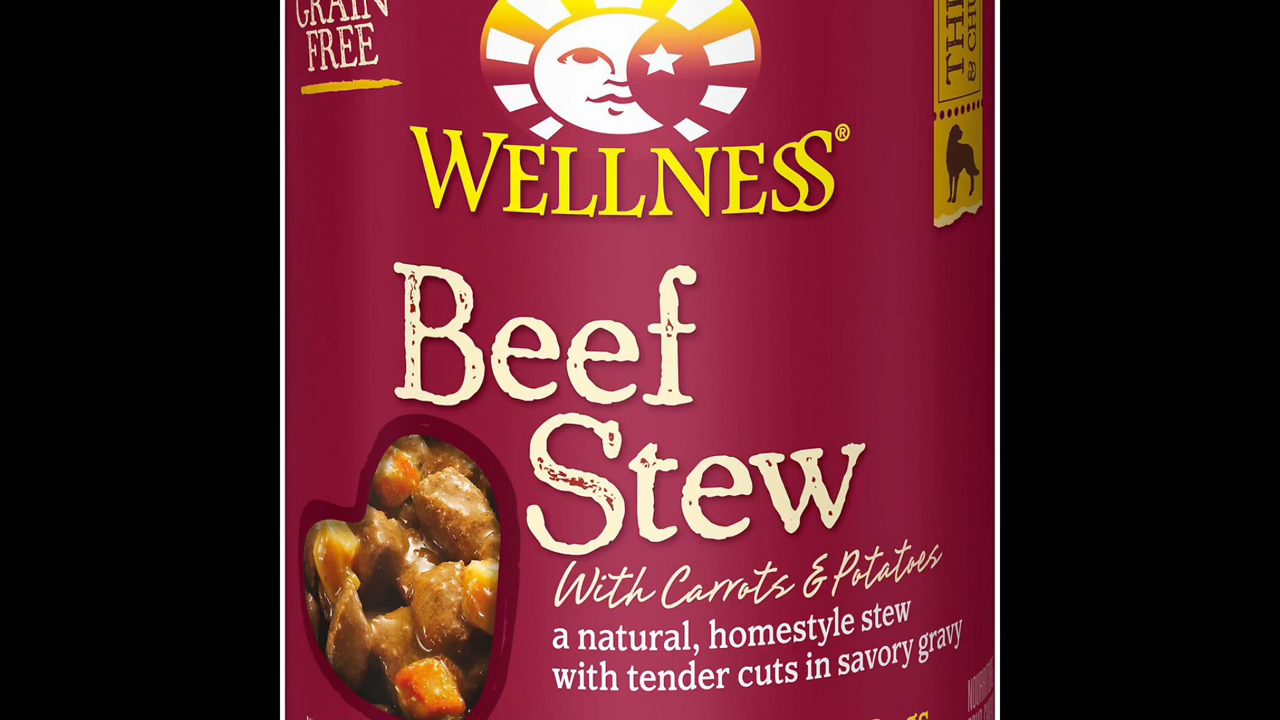 GRAIN
FREE
WELLNESS®
Beef
Stew
With Carrots & Potatoes
a natural, homestyle stew
with tender cuts in savory gravy